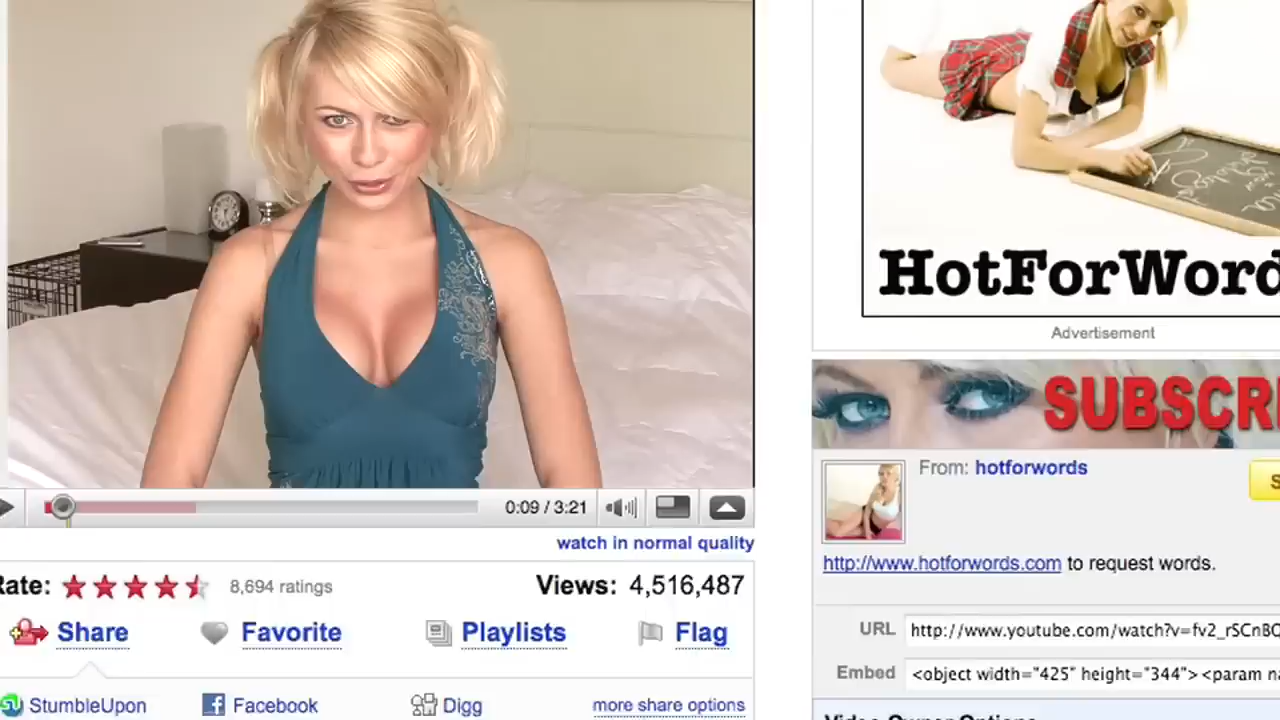 HotForWord
Advertisement
SUBSCR
From: hotforwords
http://www.hotforwords.com to request words.
URL http://www.youtube.com/watch?v=fv2_rSCnBC
Embed <object width="425" height="344"><param na
0:09 / 3:21
watch in normal quality
Rate: 8,694 ratings Views: 4,516,487
Share Favorite Playlists Flag
StumbleUpon Facebook Digg more share options